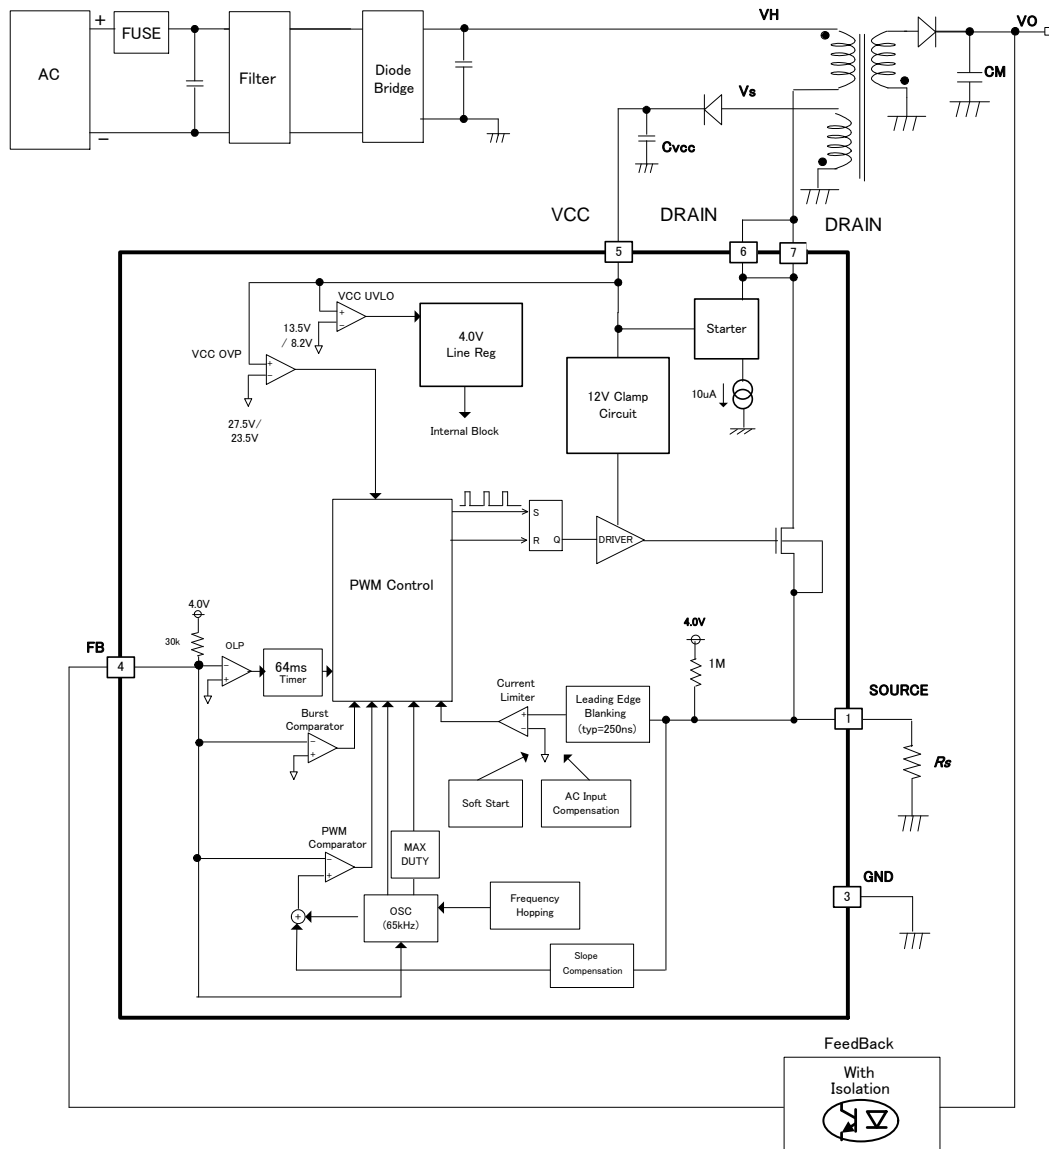 AC
+
−
FUSE
Filter
Diode
Bridge
VH
VO
CM
Vs
Cvcc
VCC
DRAIN
DRAIN
5
6
7
VCC UVLO
+
−
13.5V
/ 8.2V
4.0V
Line Reg
Starter
VCC OVP
+
−
27.5V/
23.5V
Internal Block
12V Clamp
Circuit
10uA
S
R
Q
DRIVER
PWM Control
4.0V
30k
FB
4
OLP
−
+
64ms
Timer
4.0V
1M
Current
Limiter
+
−
Leading Edge
Blanking
(typ=250ns)
SOURCE
1
Rs
Burst
Comparator
−
+
Soft Start
AC Input
Compensation
PWM
Comparator
−
+
MAX
DUTY
GND
3
+
OSC
(65kHz)
Frequency
Hopping
Slope
Compensation
FeedBack
With
Isolation